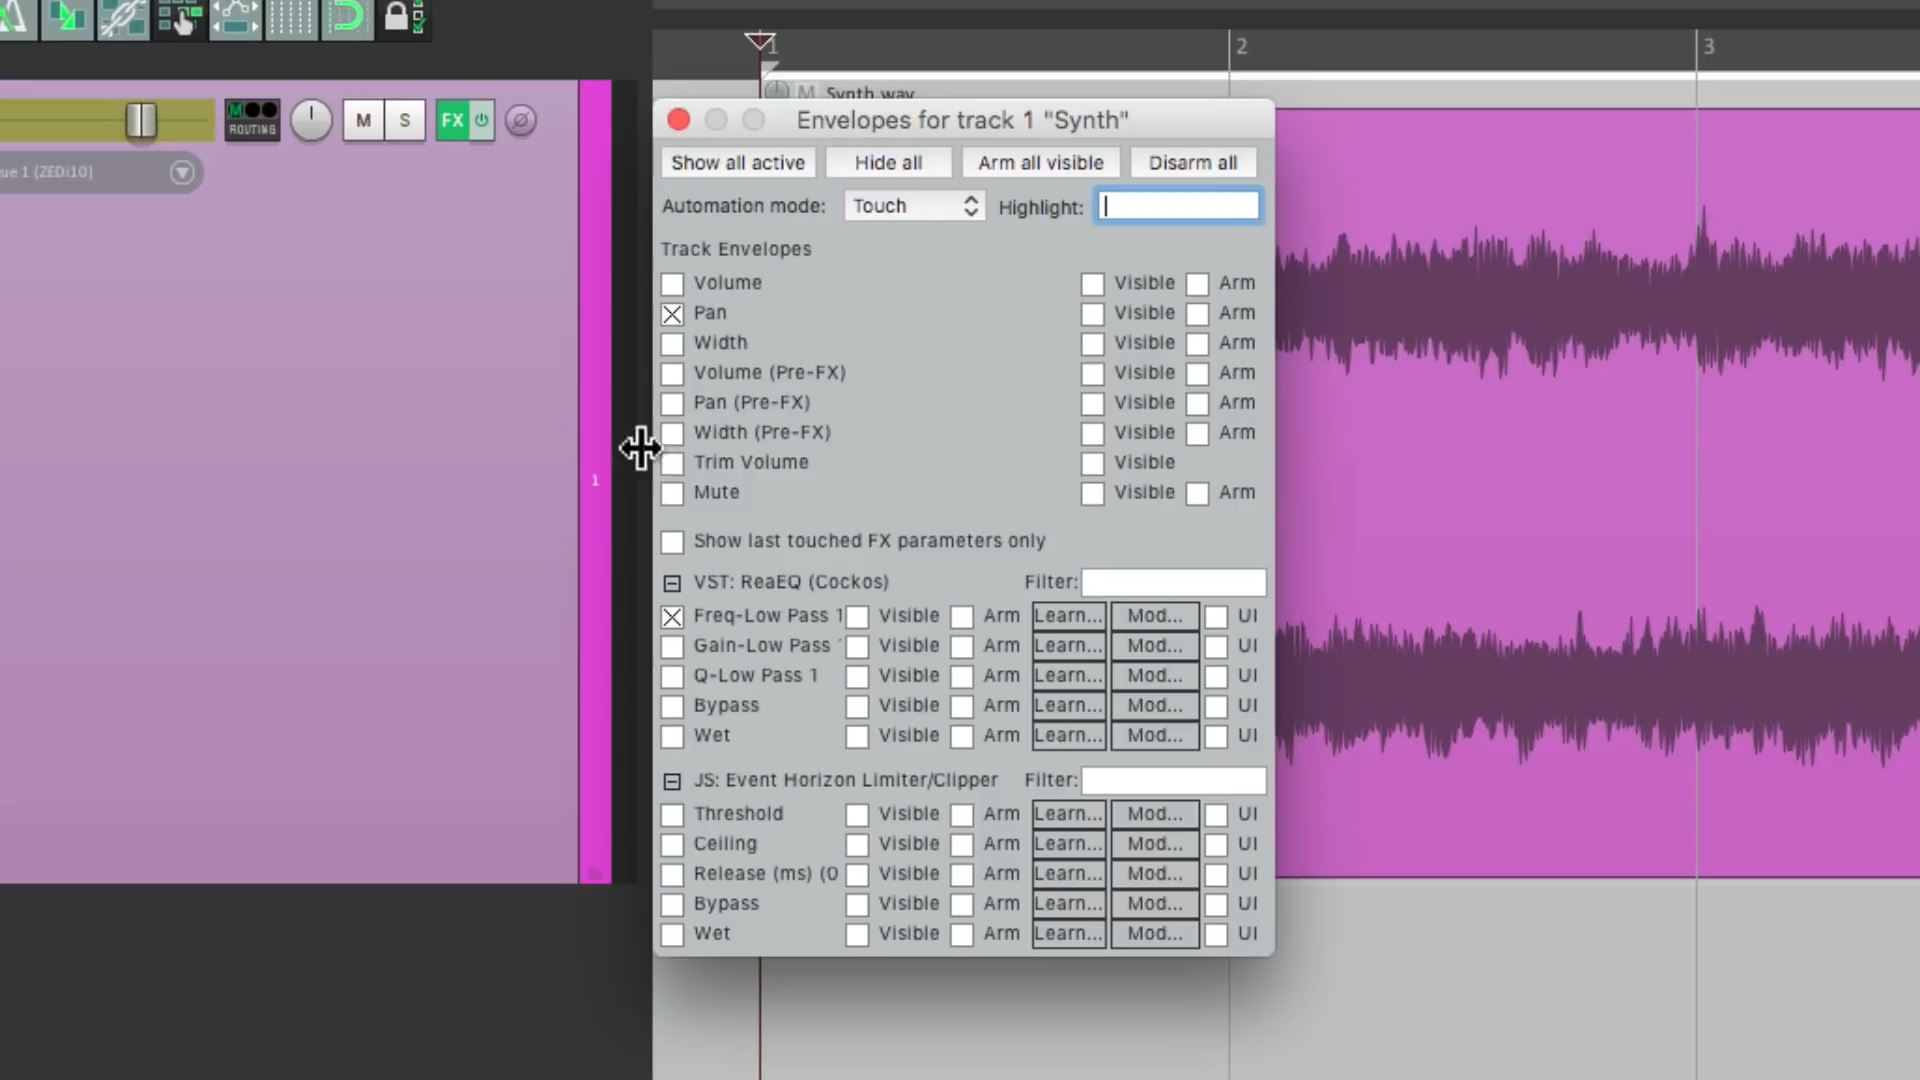 1 2 3
M Synth.wav
ROUTING M S FX
ue 1 (ZEDi10)
1
Envelopes for track 1 "Synth"
Show all active Hide all Arm all visible Disarm all
Automation mode: Touch Highlight:
Track Envelopes
Volume Visible Arm
Pan Visible Arm
Width Visible Arm
Volume (Pre-FX) Visible Arm
Pan (Pre-FX) Visible Arm
Width (Pre-FX) Visible Arm
Trim Volume Visible
Mute Visible Arm
Show last touched FX parameters only
VST: ReaEQ (Cockos) Filter:
Freq-Low Pass 1 Visible Arm Learn... Mod... UI
Gain-Low Pass Visible Arm Learn... Mod... UI
Q-Low Pass 1 Visible Arm Learn... Mod... UI
Bypass Visible Arm Learn... Mod... UI
Wet Visible Arm Learn... Mod... UI
JS: Event Horizon Limiter/Clipper Filter:
Threshold Visible Arm Learn... Mod... UI
Ceiling Visible Arm Learn... Mod... UI
Release (ms) (0 Visible Arm Learn... Mod... UI
Bypass Visible Arm Learn... Mod... UI
Wet Visible Arm Learn... Mod... UI